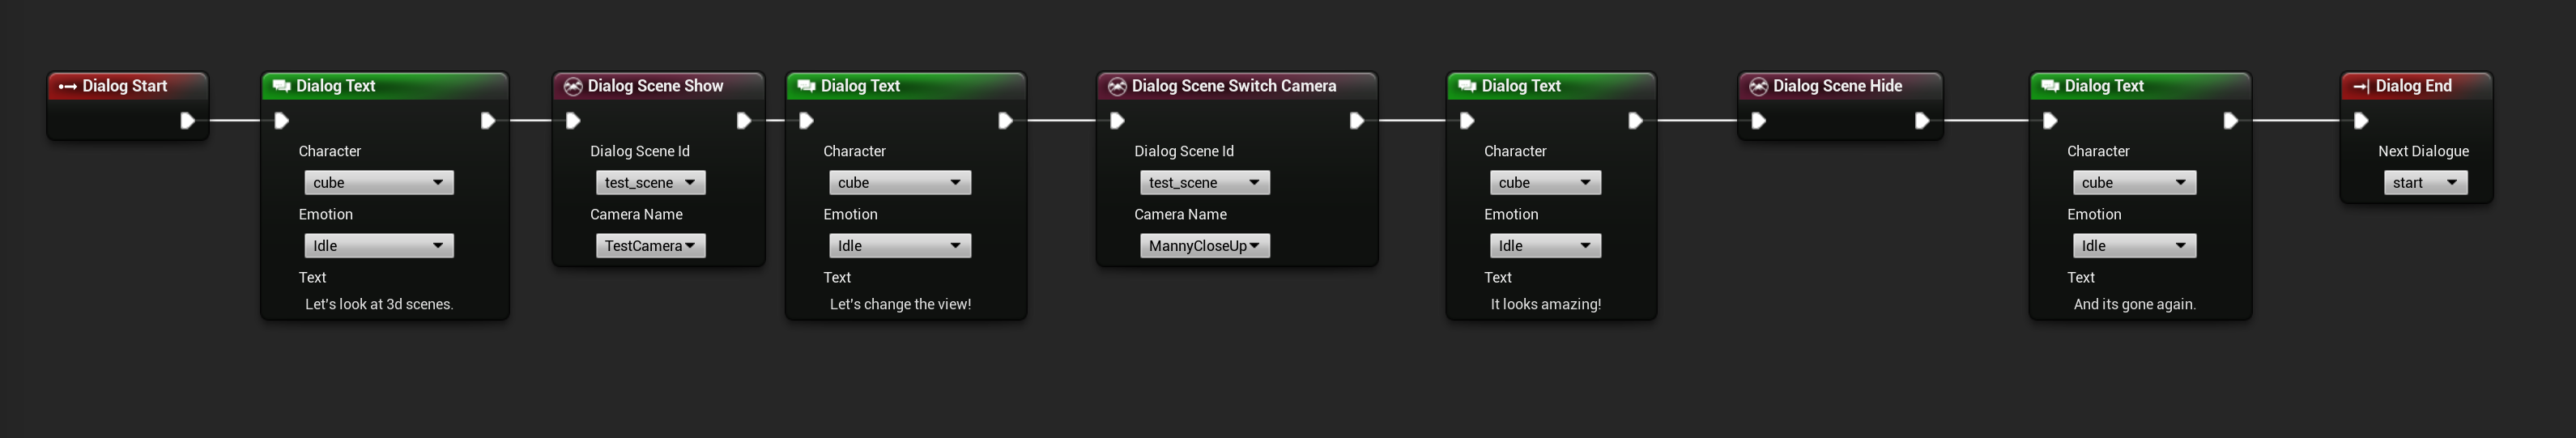 Dialog Start
Dialog Text
Character
cube
Emotion
Idle
Text
Let's look at 3d scenes.
Dialog Scene Show
Dialog Scene Id
test_scene
Camera Name
TestCamera
Dialog Text
Character
cube
Emotion
Idle
Text
Let's change the view!
Dialog Scene Switch Camera
Dialog Scene Id
test_scene
Camera Name
MannyCloseUp
Dialog Text
Character
cube
Emotion
Idle
Text
It looks amazing!
Dialog Scene Hide
Dialog Text
Character
cube
Emotion
Idle
Text
And its gone again.
Dialog End
Next Dialogue
start